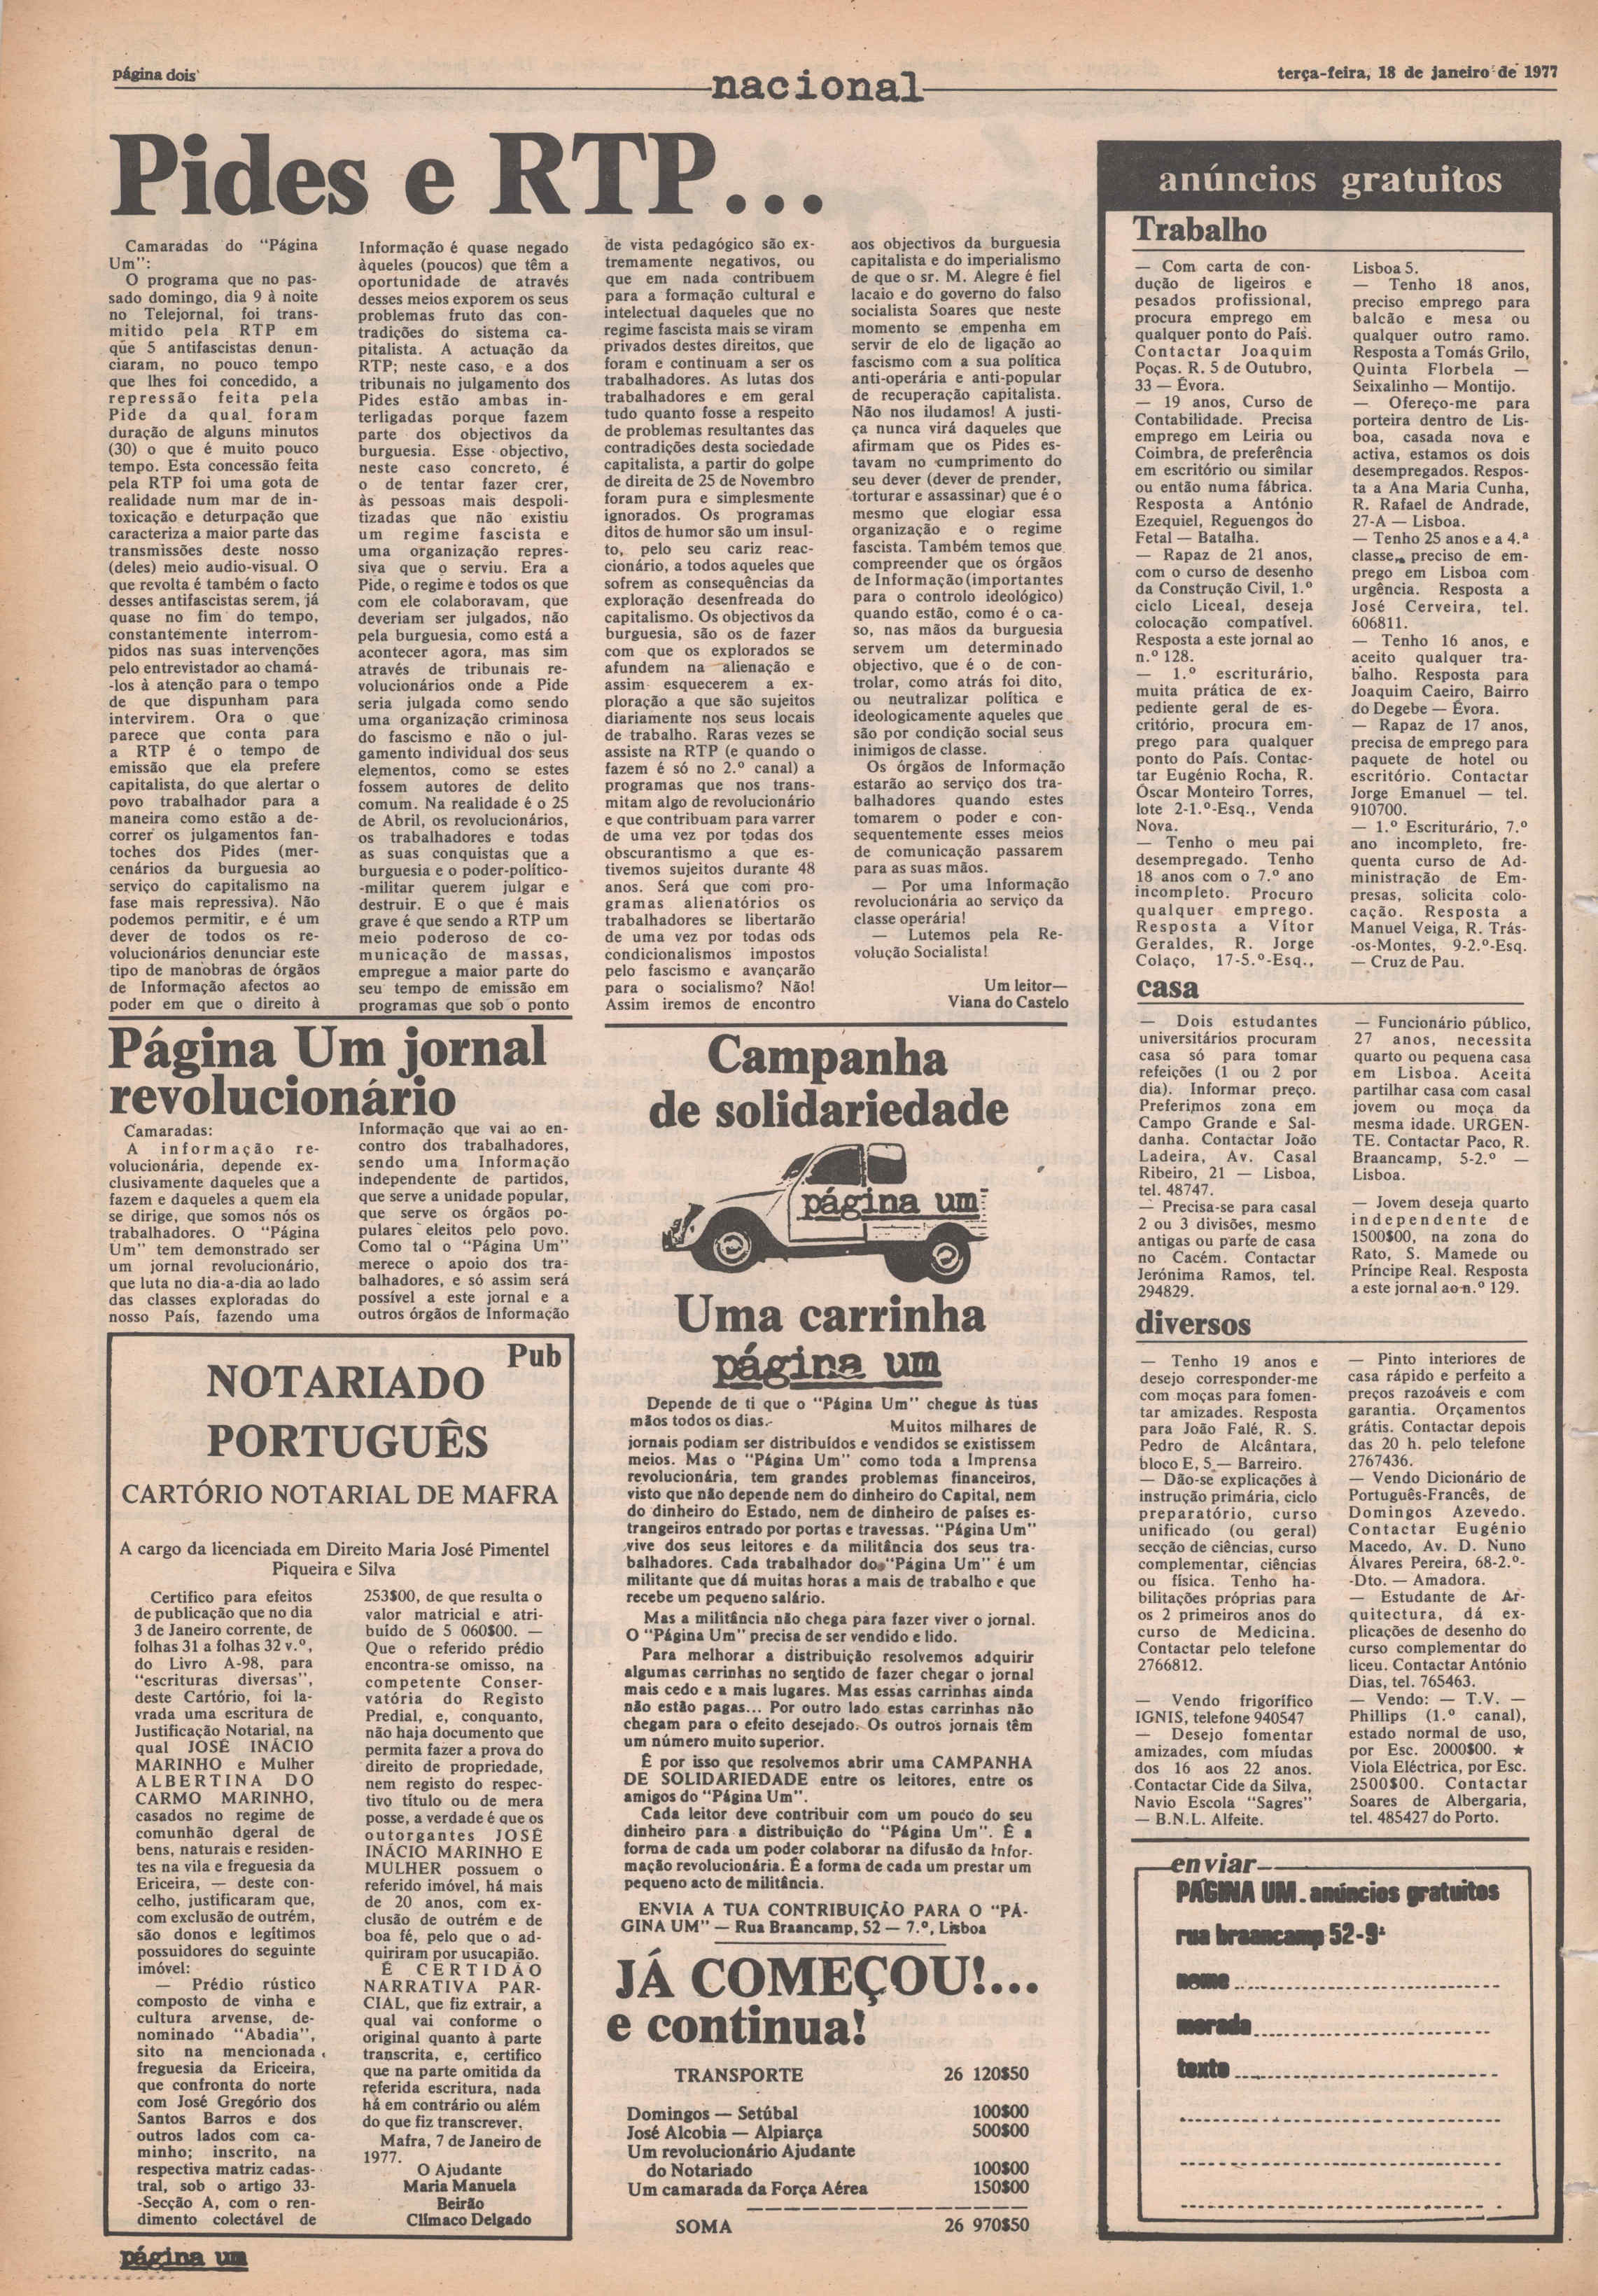 página dois
nacional
terça-feira, 18 de janeiro de 1977
Pides e RTP...
Camaradas do "Página
Um":
O programa que no pas-
sado domingo, dia 9 à noite
no Telejornal, foi trans-
mitido pela RTP em
que 5 antifascistas denun-
ciaram, no pouco tempo
que lhes foi concedido, a
repressão feita pela
Pide da qual foram
duração de alguns minutos
(30) o que é muito pouco
tempo. Esta concessão feita
pela RTP foi uma gota de
realidade num mar de in-
toxicação e deturpação que
caracteriza a maior parte das
transmissões deste nosso
(deles) meio audio-visual. O
que revolta é também o facto
desses antifascistas serem, já
quase no fim do tempo,
constantemente interrom-
pidos nas suas intervenções
pelo entrevistador ao chamá-
-los à atenção para o tempo
de que dispunham para
intervirem. Ora o que
parece que conta para
a RTP é o tempo de
emissão que ela prefere
capitalista, do que alertar o
povo trabalhador para a
maneira como estão a de-
correr os julgamentos fan-
toches dos Pides (mer-
cenários da burguesia ao
serviço do capitalismo na
fase mais repressiva). Não
podemos permitir, e é um
dever de todos os re-
volucionários denunciar este
tipo de manobras de órgãos
de Informação afectos ao
poder em que o direito à
Informação é quase negado
àqueles (poucos) que têm a
oportunidade de através
desses meios exporem os seus
problemas fruto das con-
tradições do sistema ca-
pitalista. A actuação da
RTP; neste caso, e a dos
tribunais no julgamento dos
Pides estão ambas in-
terligadas porque fazem
parte dos objectivos da
burguesia. Esse objectivo,
neste caso concreto, é
o de tentar fazer crer,
às pessoas mais despoli-
tizadas que não existiu
um regime fascista e
uma organização repres-
siva que o serviu. Era a
Pide, o regime e todos os que
com ele colaboravam, que
deveriam ser julgados, não
pela burguesia, como está a
acontecer agora, mas sim
através de tribunais re-
volucionários onde a Pide
seria julgada como sendo
uma organização criminosa
do fascismo e não o jul-
gamento individual dos seus
elementos, como se estes
fossem autores de delito
comum. Na realidade é o 25
de Abril, os revolucionários,
os trabalhadores e todas
as suas conquistas que a
burguesia e o poder-político-
-militar querem julgar e
destruir. E o que é mais
grave é que sendo a RTP um
meio poderoso de co-
municação de massas,
empregue a maior parte do
seu tempo de emissão em
programas que sob o ponto
de vista pedagógico são ex-
tremamente negativos, ou
que em nada contribuem
para a formação cultural e
intelectual daqueles que no
regime fascista mais se viram
privados destes direitos, que
foram e continuam a ser os
trabalhadores. As lutas dos
trabalhadores e em geral
tudo quanto fosse a respeito
de problemas resultantes das
contradições desta sociedade
capitalista, a partir do golpe
de direita de 25 de Novembro
foram pura e simplesmente
ignorados. Os programas
ditos de humor são um insul-
to, pelo seu cariz reac-
cionário, a todos aqueles que
sofrem as consequências da
exploração desenfreada do
capitalismo. Os objectivos da
burguesia, são os de fazer
com que os explorados se
afundem na alienação e
assim esquecerem a ex-
ploração a que são sujeitos
diariamente nos seus locais
de trabalho. Raras vezes se
assiste na RTP (e quando o
fazem é só no 2.º canal) a
programas que nos trans-
mitam algo de revolucionário
e que contribuam para varrer
de uma vez por todas dos
obscurantismo a que es-
tivemos sujeitos durante 48
anos. Será que com pro-
gramas alienatórios os
trabalhadores se libertarão
de uma vez por todas ods
condicionalismos impostos
pelo fascismo e avançarão
para o socialismo? Não!
Assim iremos de encontro
aos objectivos da burguesia
capitalista e do imperialismo
de que o sr. M. Alegre é fiel
lacaio e do governo do falso
socialista Soares que neste
momento se empenha em
servir de elo de ligação ao
fascismo com a sua política
anti-operária e anti-popular
de recuperação capitalista.
Não nos iludamos! A justi-
ça nunca virá daqueles que
afirmam que os Pides es-
tavam no cumprimento do
seu dever (dever de prender,
torturar e assassinar) que é o
mesmo que elogiar essa
organização e o regime
fascista. Também temos que
compreender que os órgãos
de Informação (importantes
para o controlo ideológico)
quando estão, como é o ca-
so, nas mãos da burguesia
servem um determinado
objectivo, que é o de con-
trolar, como atrás foi dito,
ou neutralizar política e
ideologicamente aqueles que
são por condição social seus
inimigos de classe.
Os órgãos de Informação
estarão ao serviço dos tra-
balhadores quando estes
tomarem o poder e con-
sequentemente esses meios
de comunicação passarem
para as suas mãos.
— Por uma Informação
revolucionária ao serviço da
classe operária!
— Lutemos pela Re-
volução Socialista!
Um leitor—
Viana do Castelo
Página Um jornal
revolucionário
Camaradas:
A informação re-
volucionária, depende ex-
clusivamente daqueles que a
fazem e daqueles a quem ela
se dirige, que somos nós os
trabalhadores. O "Página
Um" tem demonstrado ser
um jornal revolucionário,
que luta no dia-a-dia ao lado
das classes exploradas do
nosso País, fazendo uma
Informação que vai ao en-
contro dos trabalhadores,
sendo uma Informação
independente de partidos,
que serve a unidade popular,
que serve os órgãos po-
pulares eleitos pelo povo.
Como tal o "Página Um"
merece o apoio dos tra-
balhadores, e só assim será
possível a este jornal e a
outros órgãos de Informação
Pub
NOTARIADO
PORTUGUÊS
CARTÓRIO NOTARIAL DE MAFRA
A cargo da licenciada em Direito Maria José Pimentel
Piqueira e Silva
Certifico para efeitos
de publicação que no dia
3 de Janeiro corrente, de
folhas 31 a folhas 32 v.º,
do Livro A-98, para
"escrituras diversas",
deste Cartório, foi la-
vrada uma escritura de
Justificação Notarial, na
qual JOSÉ INÁCIO
MARINHO e Mulher
ALBERTINA DO
CARMO MARINHO,
casados no regime de
comunhão dgeral de
bens, naturais e residen-
tes na vila e freguesia da
Ericeira, — deste con-
celho, justificaram que,
com exclusão de outrém,
são donos e legítimos
possuidores do seguinte
imóvel:
— Prédio rústico
composto de vinha e
cultura arvense, de-
nominado "Abadia",
sito na mencionada
freguesia da Ericeira,
que confronta do norte
com José Gregório dos
Santos Barros e dos
outros lados com ca-
minho; inscrito, na
respectiva matriz cadas-
tral, sob o artigo 33-
-Secção A, com o ren-
dimento colectável de
253$00, de que resulta o
valor matricial e atri-
buído de 5 060$00. —
Que o referido prédio
encontra-se omisso, na
competente Conser-
vatória do Registo
Predial, e, conquanto,
não haja documento que
permita fazer a prova do
direito de propriedade,
nem registo do respec-
tivo título ou de mera
posse, a verdade é que os
outorgantes JOSÉ
INÁCIO MARINHO E
MULHER possuem o
referido imóvel, há mais
de 20 anos, com ex-
clusão de outrém e de
boa fé, pelo que o ad-
quiriram por usucapião.
É CERTIDÃO
NARRATIVA PAR-
CIAL, que fiz extrair, a
qual vai conforme o
original quanto à parte
transcrita, e, certifico
que na parte omitida da
referida escritura, nada
há em contrário ou além
do que fiz transcrever.
Mafra, 7 de Janeiro de
1977.
O Ajudante
Maria Manuela
Beirão
Clímaco Delgado
Campanha
de solidariedade
página um
Uma carrinha
página um
Depende de ti que o "Página Um" chegue às tuas
mãos todos os dias. Muitos milhares de
jornais podiam ser distribuídos e vendidos se existissem
meios. Mas o "Página Um" como toda a Imprensa
revolucionária, tem grandes problemas financeiros,
visto que não depende nem do dinheiro do Capital, nem
do dinheiro do Estado, nem de dinheiro de países es-
trangeiros entrado por portas e travessas. "Página Um"
vive dos seus leitores e da militância dos seus tra-
balhadores. Cada trabalhador do "Página Um" é um
militante que dá muitas horas a mais de trabalho e que
recebe um pequeno salário.
Mas a militância não chega para fazer viver o jornal.
O "Página Um" precisa de ser vendido e lido.
Para melhorar a distribuição resolvemos adquirir
algumas carrinhas no sentido de fazer chegar o jornal
mais cedo e a mais lugares. Mas essas carrinhas ainda
não estão pagas... Por outro lado estas carrinhas não
chegam para o efeito desejado. Os outros jornais têm
um número muito superior.
É por isso que resolvemos abrir uma CAMPANHA
DE SOLIDARIEDADE entre os leitores, entre os
amigos do "Página Um".
Cada leitor deve contribuir com um pouco do seu
dinheiro para a distribuição do "Página Um". É a
forma de cada um poder colaborar na difusão da Infor-
mação revolucionária. É a forma de cada um prestar um
pequeno acto de militância.
ENVIA A TUA CONTRIBUIÇÃO PARA O "PÁ-
GINA UM" — Rua Braancamp, 52 — 7.º, Lisboa
JÁ COMEÇOU!...
e continua!
TRANSPORTE 26 120$50
Domingos — Setúbal 100$00
José Alcobia — Alpiarça 500$00
Um revolucionário Ajudante
do Notariado 100$00
Um camarada da Força Aérea 150$00
SOMA 26 970$50
anúncios gratuitos
Trabalho
— Com carta de con-
dução de ligeiros e
pesados profissional,
procura emprego em
qualquer ponto do País.
Contactar Joaquim
Poças. R. 5 de Outubro,
33 — Évora.
— 19 anos, Curso de
Contabilidade. Precisa
emprego em Leiria ou
Coimbra, de preferência
em escritório ou similar
ou então numa fábrica.
Resposta a António
Ezequiel, Reguengos do
Fetal — Batalha.
— Rapaz de 21 anos,
com o curso de desenho
da Construção Civil, 1.º
ciclo Liceal, deseja
colocação compatível.
Resposta a este jornal ao
n.º 128.
— 1.º escriturário,
muita prática de ex-
pediente geral de es-
critório, procura em-
prego para qualquer
ponto do País. Contac-
tar Eugénio Rocha, R.
Óscar Monteiro Torres,
lote 2-1.º-Esq., Venda
Nova.
— Tenho o meu pai
desempregado. Tenho
18 anos com o 7.º ano
incompleto. Procuro
qualquer emprego.
Resposta a Vítor
Geraldes, R. Jorge
Colaço, 17-5.º-Esq.,
Lisboa 5.
— Tenho 18 anos,
preciso emprego para
balcão e mesa ou
qualquer outro ramo.
Resposta a Tomás Grilo,
Quinta Florbela —
Seixalinho — Montijo.
— Ofereço-me para
porteira dentro de Lis-
boa, casada nova e
activa, estamos os dois
desempregados. Respos-
ta a Ana Maria Cunha,
R. Rafael de Andrade,
27-A — Lisboa.
— Tenho 25 anos e a 4.ª
classe, preciso de em-
prego em Lisboa com
urgência. Resposta a
José Cerveira, tel.
606811.
— Tenho 16 anos, e
aceito qualquer tra-
balho. Resposta para
Joaquim Caeiro, Bairro
do Degebe — Évora.
— Rapaz de 17 anos,
precisa de emprego para
paquete de hotel ou
escritório. Contactar
Jorge Emanuel — tel.
910700.
— 1.º Escriturário, 7.º
ano incompleto, fre-
quenta curso de Ad-
ministração de Em-
presas, solicita colo-
cação. Resposta a
Manuel Veiga, R. Trás-
-os-Montes, 9-2.º-Esq.
— Cruz de Pau.
casa
— Dois estudantes
universitários procuram
casa só para tomar
refeições (1 ou 2 por
dia). Informar preço.
Preferimos zona em
Campo Grande e Sal-
danha. Contactar João
Ladeira, Av. Casal
Ribeiro, 21 — Lisboa,
tel. 48747.
— Precisa-se para casal
2 ou 3 divisões, mesmo
antigas ou parte de casa
no Cacém. Contactar
Jerónima Ramos, tel.
294829.
— Funcionário público,
27 anos, necessita
quarto ou pequena casa
em Lisboa. Aceita
partilhar casa com casal
jovem ou moça da
mesma idade. URGEN-
TE. Contactar Paco, R.
Braancamp, 5-2.º —
Lisboa.
— Jovem deseja quarto
independente de
1500$00, na zona do
Rato, S. Mamede ou
Príncipe Real. Resposta
a este jornal ao n.º 129.
diversos
— Tenho 19 anos e
desejo corresponder-me
com moças para fomen-
tar amizades. Resposta
para João Falé, R. S.
Pedro de Alcântara,
bloco E, 5 — Barreiro.
— Dão-se explicações à
instrução primária, ciclo
preparatório, curso
unificado (ou geral)
secção de ciências, curso
complementar, ciências
ou física. Tenho ha-
bilitações próprias para
os 2 primeiros anos do
curso de Medicina.
Contactar pelo telefone
2766812.
— Vendo frigorífico
IGNIS, telefone 940547
— Desejo fomentar
amizades, com míudas
dos 16 aos 22 anos.
Contactar Cide da Silva,
Navio Escola "Sagres"
— B.N.L. Alfeite.
— Pinto interiores de
casa rápido e perfeito a
preços razoáveis e com
garantia. Orçamentos
grátis. Contactar depois
das 20 h. pelo telefone
2767436.
— Vendo Dicionário de
Português-Francês, de
Domingos Azevedo.
Contactar Eugénio
Macedo, Av. D. Nuno
Álvares Pereira, 68-2.º-
-Dto. — Amadora.
— Estudante de Ar-
quitectura, dá ex-
plicações de desenho do
curso complementar do
liceu. Contactar António
Dias, tel. 765463.
— Vendo: — T.V. —
Phillips (1.º canal),
estado normal de uso,
por Esc. 2000$00. ★
Viola Eléctrica, por Esc.
2500$00. Contactar
Soares de Albergaria,
tel. 485427 do Porto.
enviar
PÁGINA UM. anúncios gratuitos
rua braancamp 52-9º
nome
morada
texto
página um